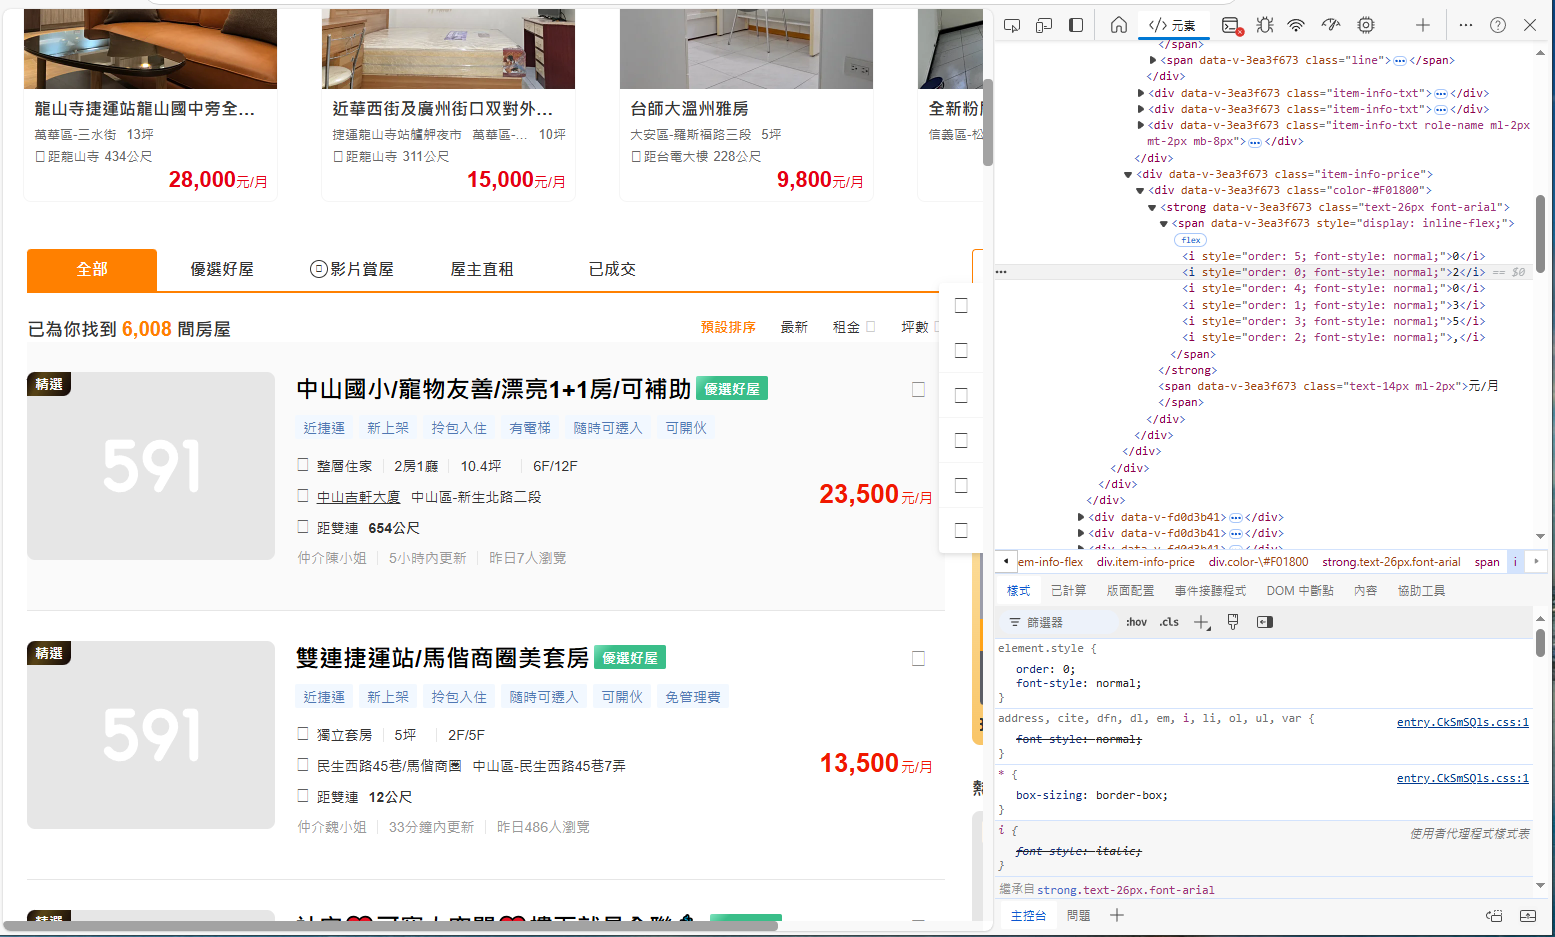 龍山寺捷運站龍山國中旁全...
萬華區-三水街 13坪
距龍山寺 434公尺
28,000元/月
近華西街及廣州街口双對外...
捷運龍山寺站艋舺夜市 萬華區-... 10坪
距龍山寺 311公尺
15,000元/月
台師大溫州雅房
大安區-羅斯福路三段 5坪
距台電大樓 228公尺
9,800元/月
全新粉
信義區-松
全部
優選好屋
影片賞屋
屋主直租
已成交
已為你找到 6,008 間房屋
預設排序 最新 租金 坪數
精選
591
中山國小/寵物友善/漂亮1+1房/可補助 優選好屋
近捷運 新上架 拎包入住 有電梯 隨時可遷入 可開伙
整層住家 2房1廳 10.4坪 6F/12F
中山吉軒大廈 中山區-新生北路二段
23,500元/月
距雙連 654公尺
仲介陳小姐 5小時內更新 昨日7人瀏覽
精選
591
雙連捷運站/馬偕商圈美套房 優選好屋
近捷運 新上架 拎包入住 隨時可遷入 可開伙 免管理費
獨立套房 5坪 2F/5F
民生西路45巷/馬偕商圈 中山區-民生西路45巷7弄
13,500元/月
距雙連 12公尺
仲介魏小姐 33分鐘內更新 昨日486人瀏覽
精選
</> 元素
</span>
<span data-v-3ea3f673 class="line">…</span>
</div>
<div data-v-3ea3f673 class="item-info-txt">…</div>
<div data-v-3ea3f673 class="item-info-txt">…</div>
<div data-v-3ea3f673 class="item-info-txt role-name ml-2px
mt-2px mb-8px">…</div>
</div>
<div data-v-3ea3f673 class="item-info-price">
<div data-v-3ea3f673 class="color-#F01800">
<strong data-v-3ea3f673 class="text-26px font-arial">
<span data-v-3ea3f673 style="display: inline-flex;">
flex
<i style="order: 5; font-style: normal;">0</i>
<i style="order: 0; font-style: normal;">2</i> == $0
<i style="order: 4; font-style: normal;">0</i>
<i style="order: 1; font-style: normal;">3</i>
<i style="order: 3; font-style: normal;">5</i>
<i style="order: 2; font-style: normal;">,</i>
</span>
</strong>
<span data-v-3ea3f673 class="text-14px ml-2px">元/月
</span>
</div>
</div>
</div>
</div>
</div>
</div>
<div data-v-fd0d3b41>…</div>
<div data-v-fd0d3b41>…</div>
<div data-v-fd0d3b41>…</div>
em-info-flex div.item-info-price div.color-\#F01800 strong.text-26px.font-arial span i
樣式 已計算 版面配置 事件接聽程式 DOM 中斷點 內容 協助工具
篩選器 :hov .cls
element.style {
order: 0;
font-style: normal;
}
address, cite, dfn, dl, em, i, li, ol, ul, var { entry.CkSmSQls.css:1
font-style: normal;
}
* { entry.CkSmSQls.css:1
box-sizing: border-box;
}
i { 使用者代理程式樣式表
font-style: italic;
}
繼承自 strong.text-26px.font-arial
主控台 問題